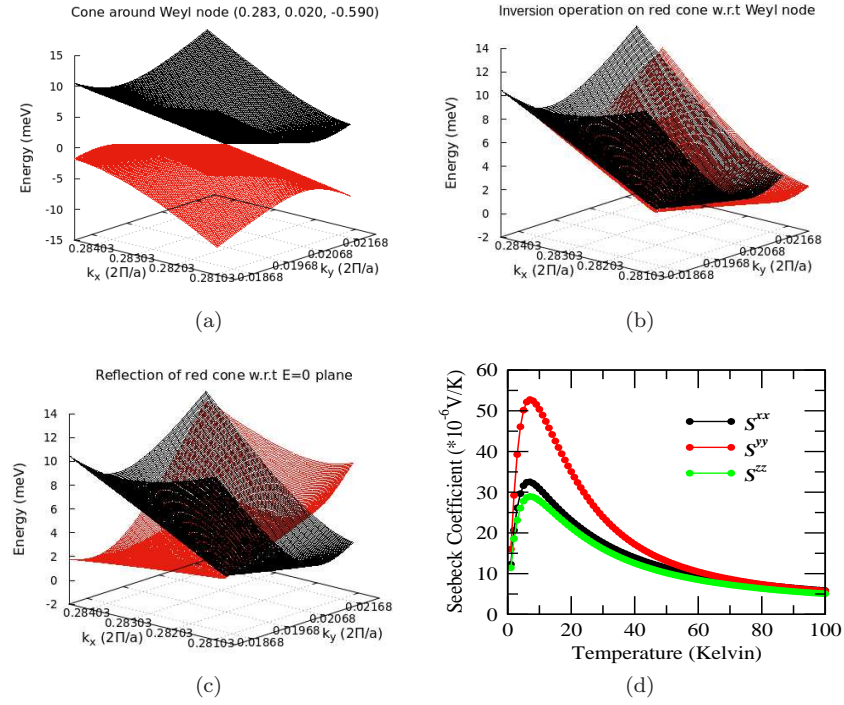 Cone around Weyl node (0.283, 0.020, -0.590)
15
10
5
0
-5
-10
-15
Energy (meV)
0.28403
0.28303
0.28203
0.28103
k_x (2Π/a)
0.01868
0.01968
0.02068
0.02168
k_y (2Π/a)
(a)
Inversion operation on red cone w.r.t Weyl node
14
12
10
8
6
4
2
0
-2
Energy (meV)
0.28403
0.28303
0.28203
0.28103
k_x (2Π/a)
0.01868
0.01968
0.02068
0.02168
k_y (2Π/a)
(b)
Reflection of red cone w.r.t E=0 plane
14
12
10
8
6
4
2
0
-2
Energy (meV)
0.28403
0.28303
0.28203
0.28103
k_x (2Π/a)
0.01868
0.01968
0.02068
0.02168
k_y (2Π/a)
(c)
60
50
40
30
20
10
0
Seebeck Coefficient (*10^-6 V/K)
S^xx
S^yy
S^zz
0 20 40 60 80 100
Temperature (Kelvin)
(d)